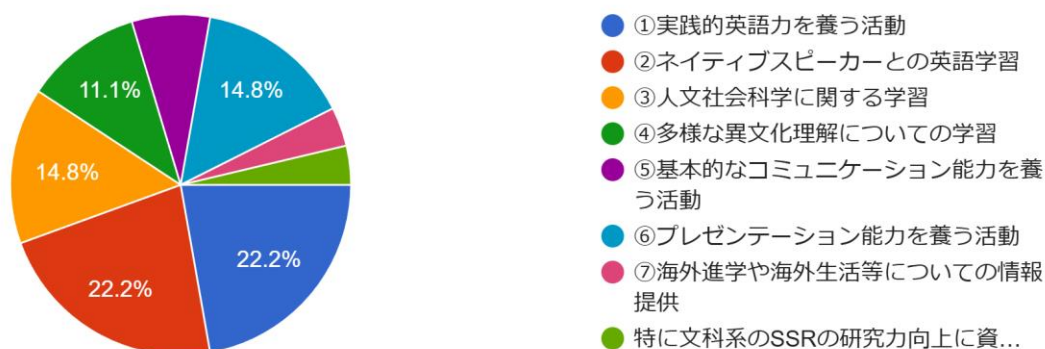 11.1%
14.8%
14.8%
22.2%
22.2%
①実践的英語力を養う活動
②ネイティブスピーカーとの英語学習
③人文社会科学に関する学習
④多様な異文化理解についての学習
⑤基本的なコミュニケーション能力を養
う活動
⑥プレゼンテーション能力を養う活動
⑦海外進学や海外生活等についての情報
提供
特に文科系のSSRの研究力向上に資...